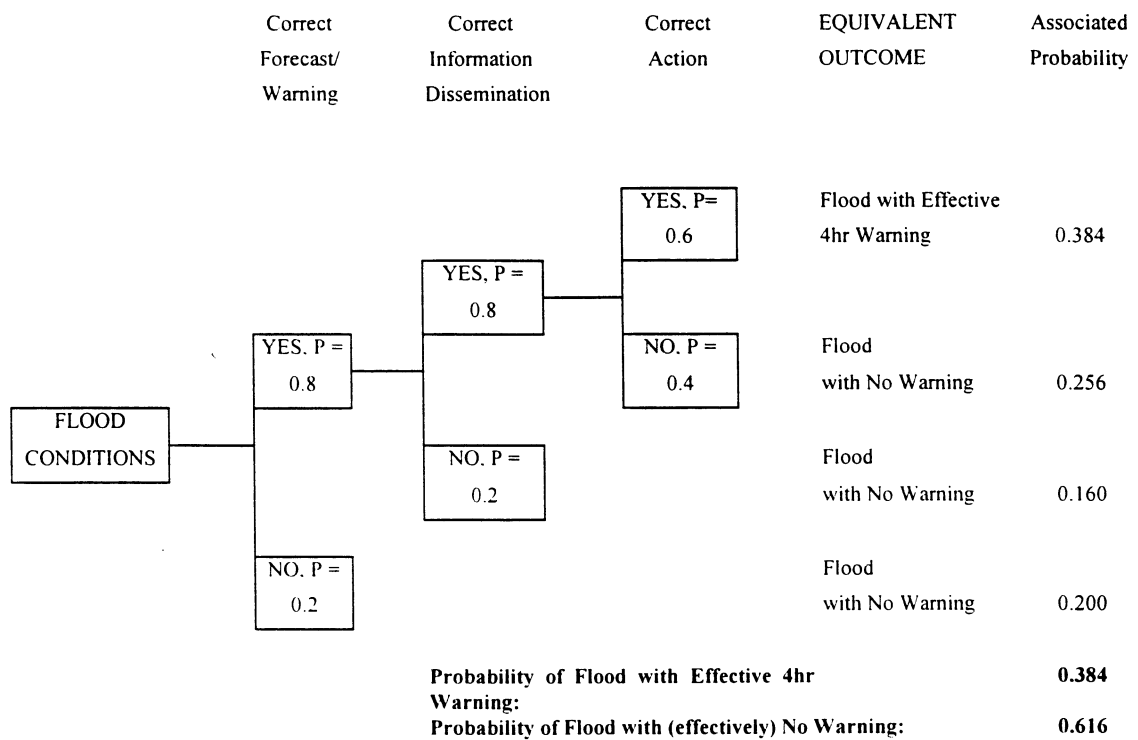 Correct Correct Correct EQUIVALENT Associated
Forecast/ Information Action OUTCOME Probability
Warning Dissemination
YES, P= Flood with Effective
0.6 4hr Warning 0.384
YES, P =
0.8
YES. P = NO. P = Flood
0.8 0.4 with No Warning 0.256
FLOOD
CONDITIONS NO. P = Flood
0.2 with No Warning 0.160
NO. P = Flood
0.2 with No Warning 0.200
Probability of Flood with Effective 4hr 0.384
Warning:
Probability of Flood with (effectively) No Warning: 0.616